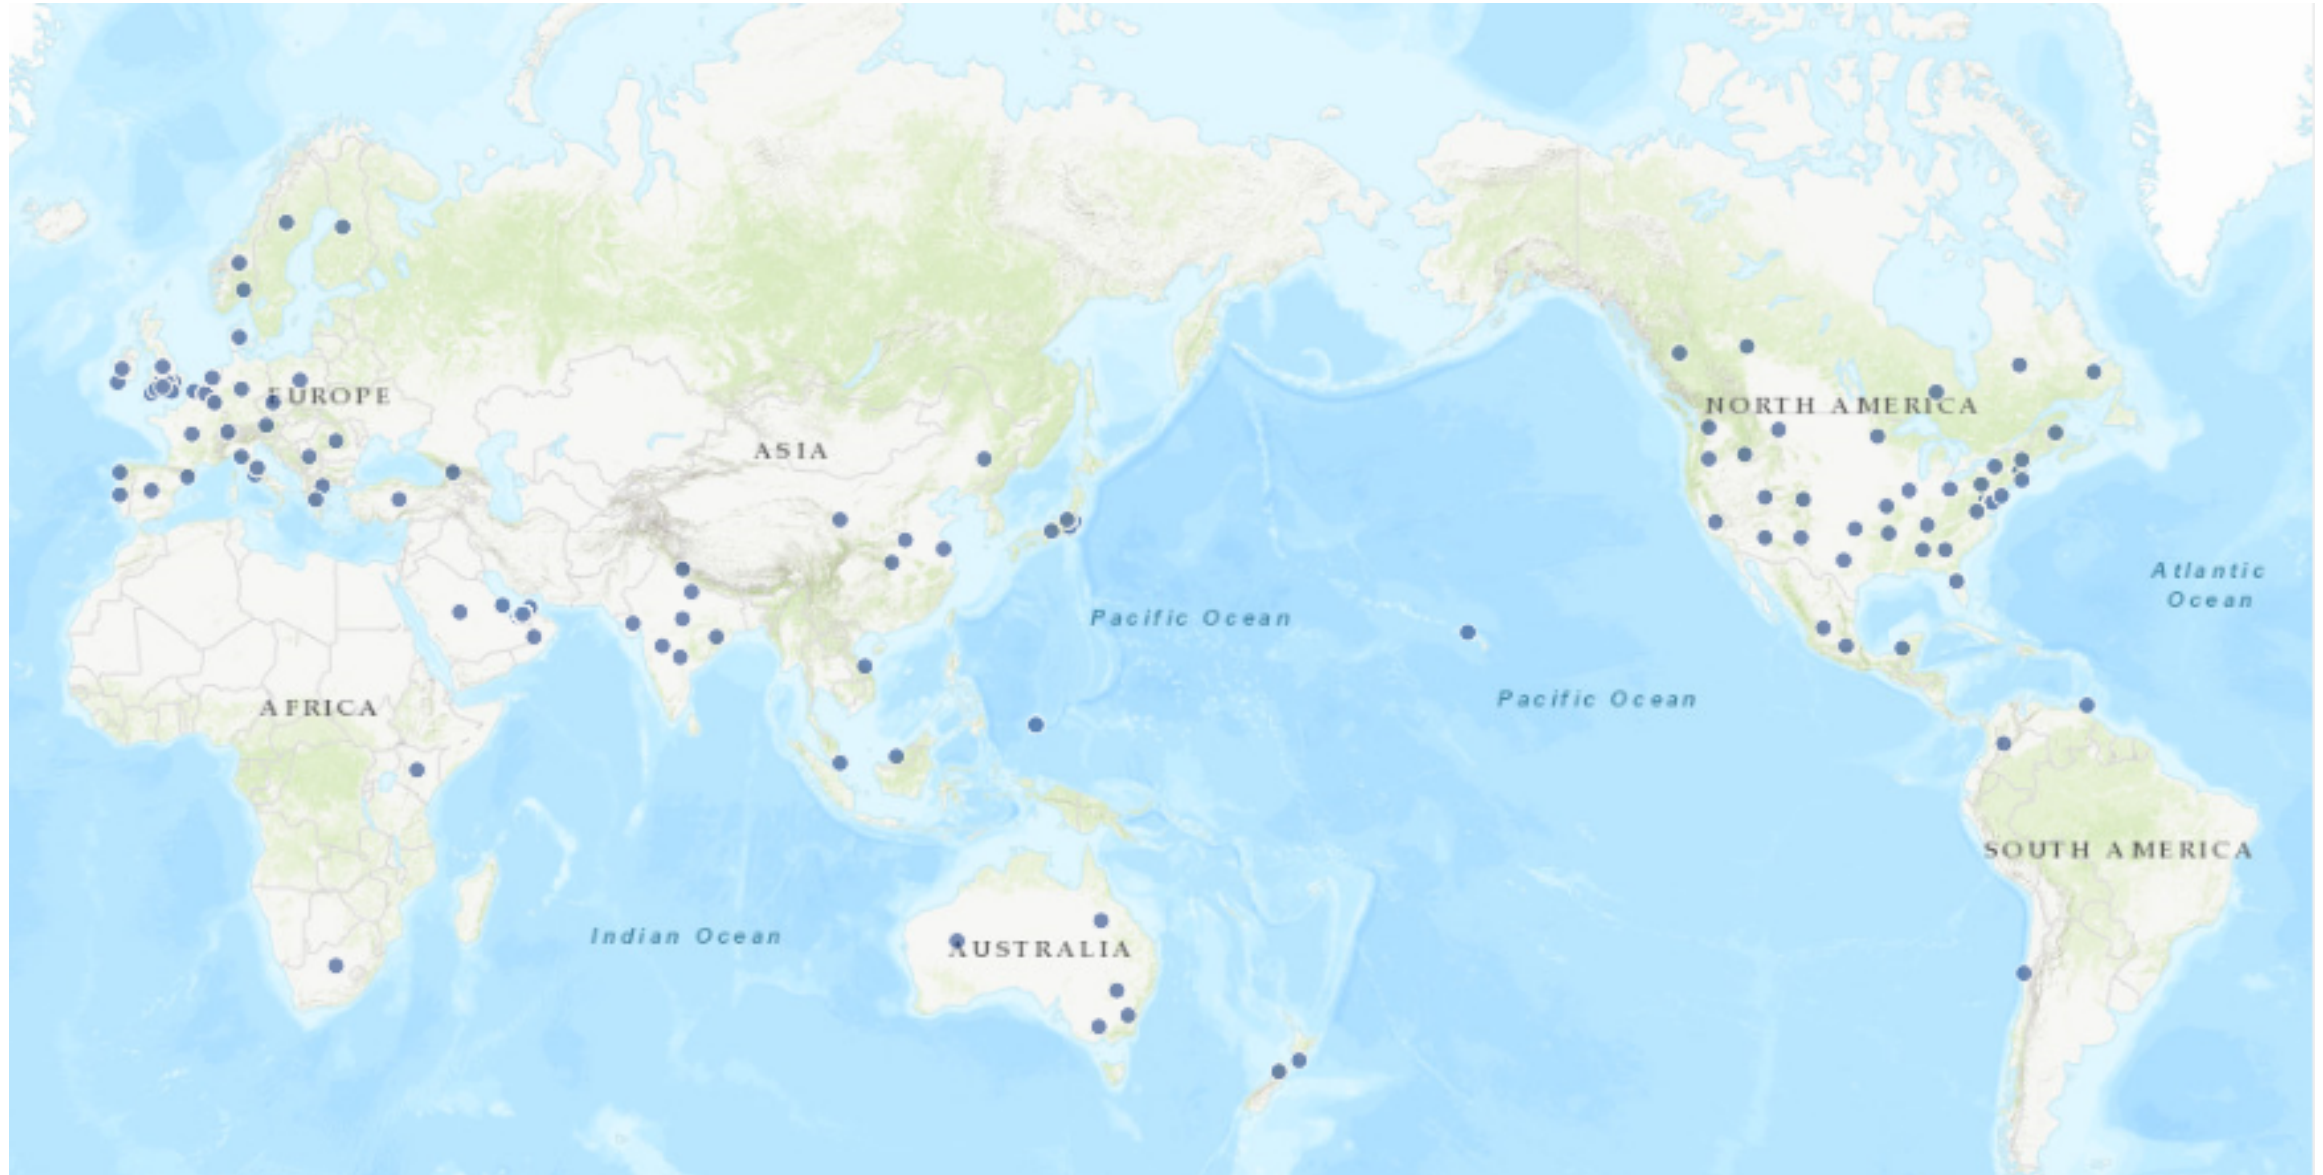 EUROPE
NORTH AMERICA
ASIA
Atlantic
Ocean
Pacific Ocean
Pacific Ocean
AFRICA
SOUTH AMERICA
Indian Ocean
AUSTRALIA